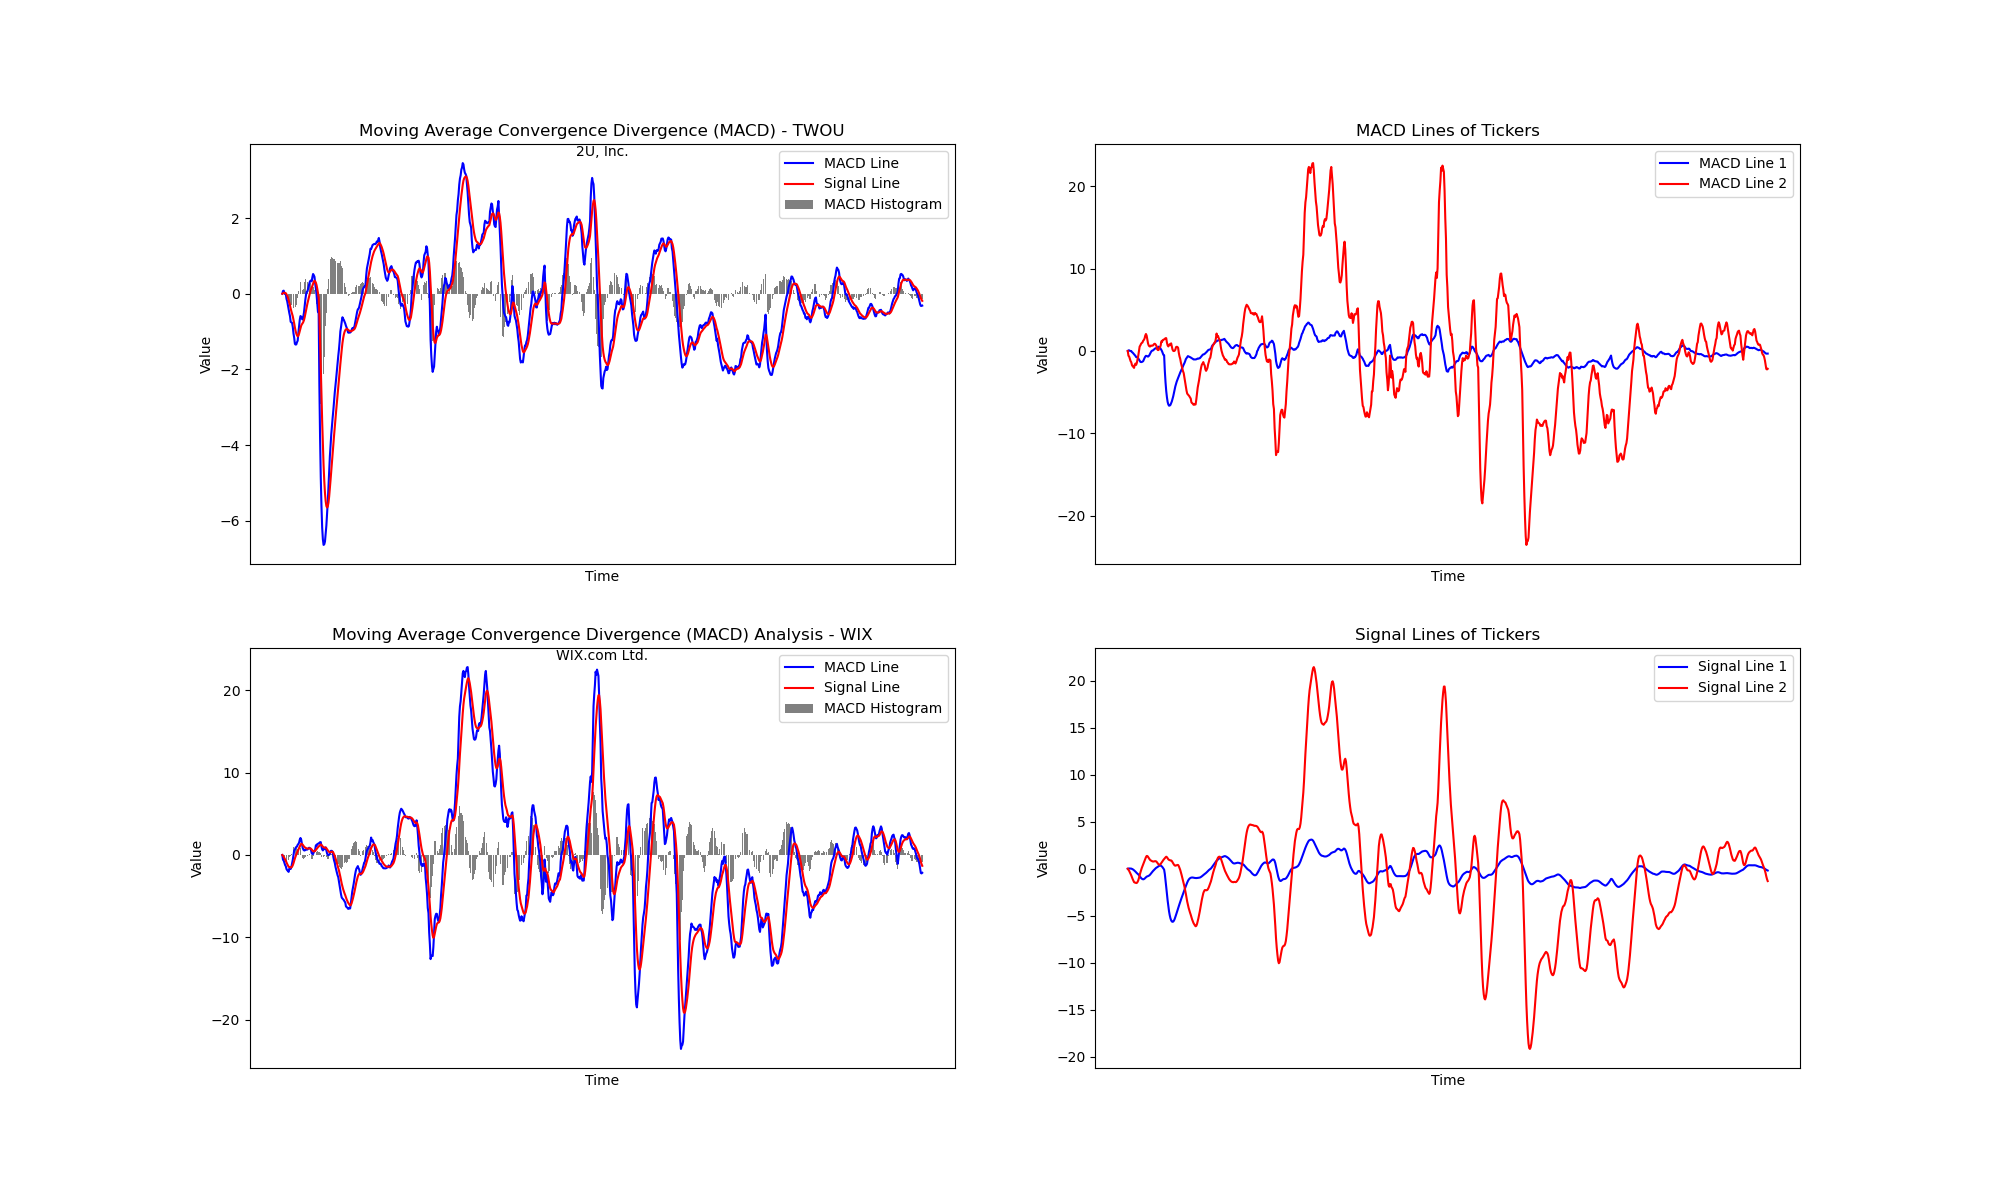 Moving Average Convergence Divergence (MACD) - TWOU
2U, Inc.
MACD Line
Signal Line
MACD Histogram
2
0
−2
−4
−6
Value
Time
MACD Lines of Tickers
MACD Line 1
MACD Line 2
20
10
0
−10
−20
Value
Time
Moving Average Convergence Divergence (MACD) Analysis - WIX
WIX.com Ltd.
MACD Line
Signal Line
MACD Histogram
20
10
0
−10
−20
Value
Time
Signal Lines of Tickers
Signal Line 1
Signal Line 2
20
15
10
5
0
−5
−10
−15
−20
Value
Time